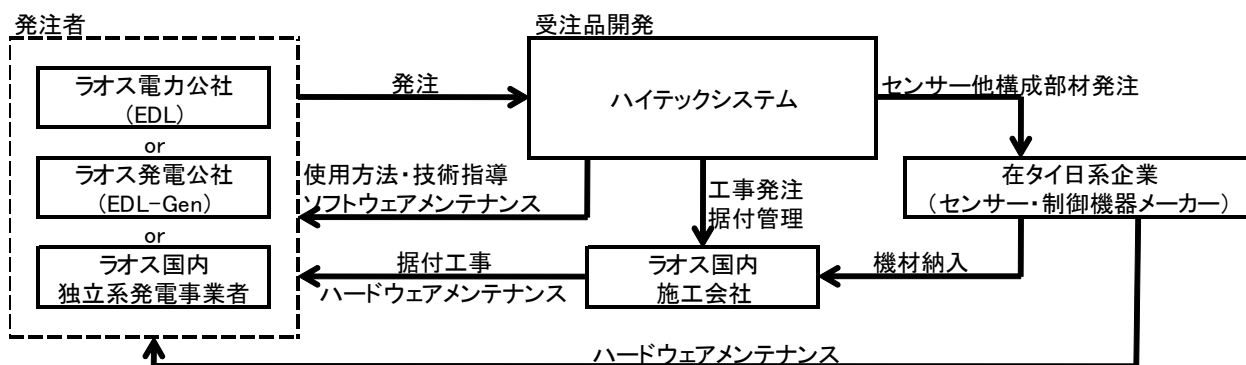 発注者
受注品開発
ラオス電力公社
(EDL)
or
ラオス発電公社
(EDL-Gen)
or
ラオス国内
独立系発電事業者
発注
ハイテックシステム
センサー他構成部材発注
使用方法・技術指導
ソフトウェアメンテナンス
工事発注
据付管理
在タイ日系企業
（センサー・制御機器メーカー）
据付工事
ハードウェアメンテナンス
ラオス国内
施工会社
機材納入
ハードウェアメンテナンス